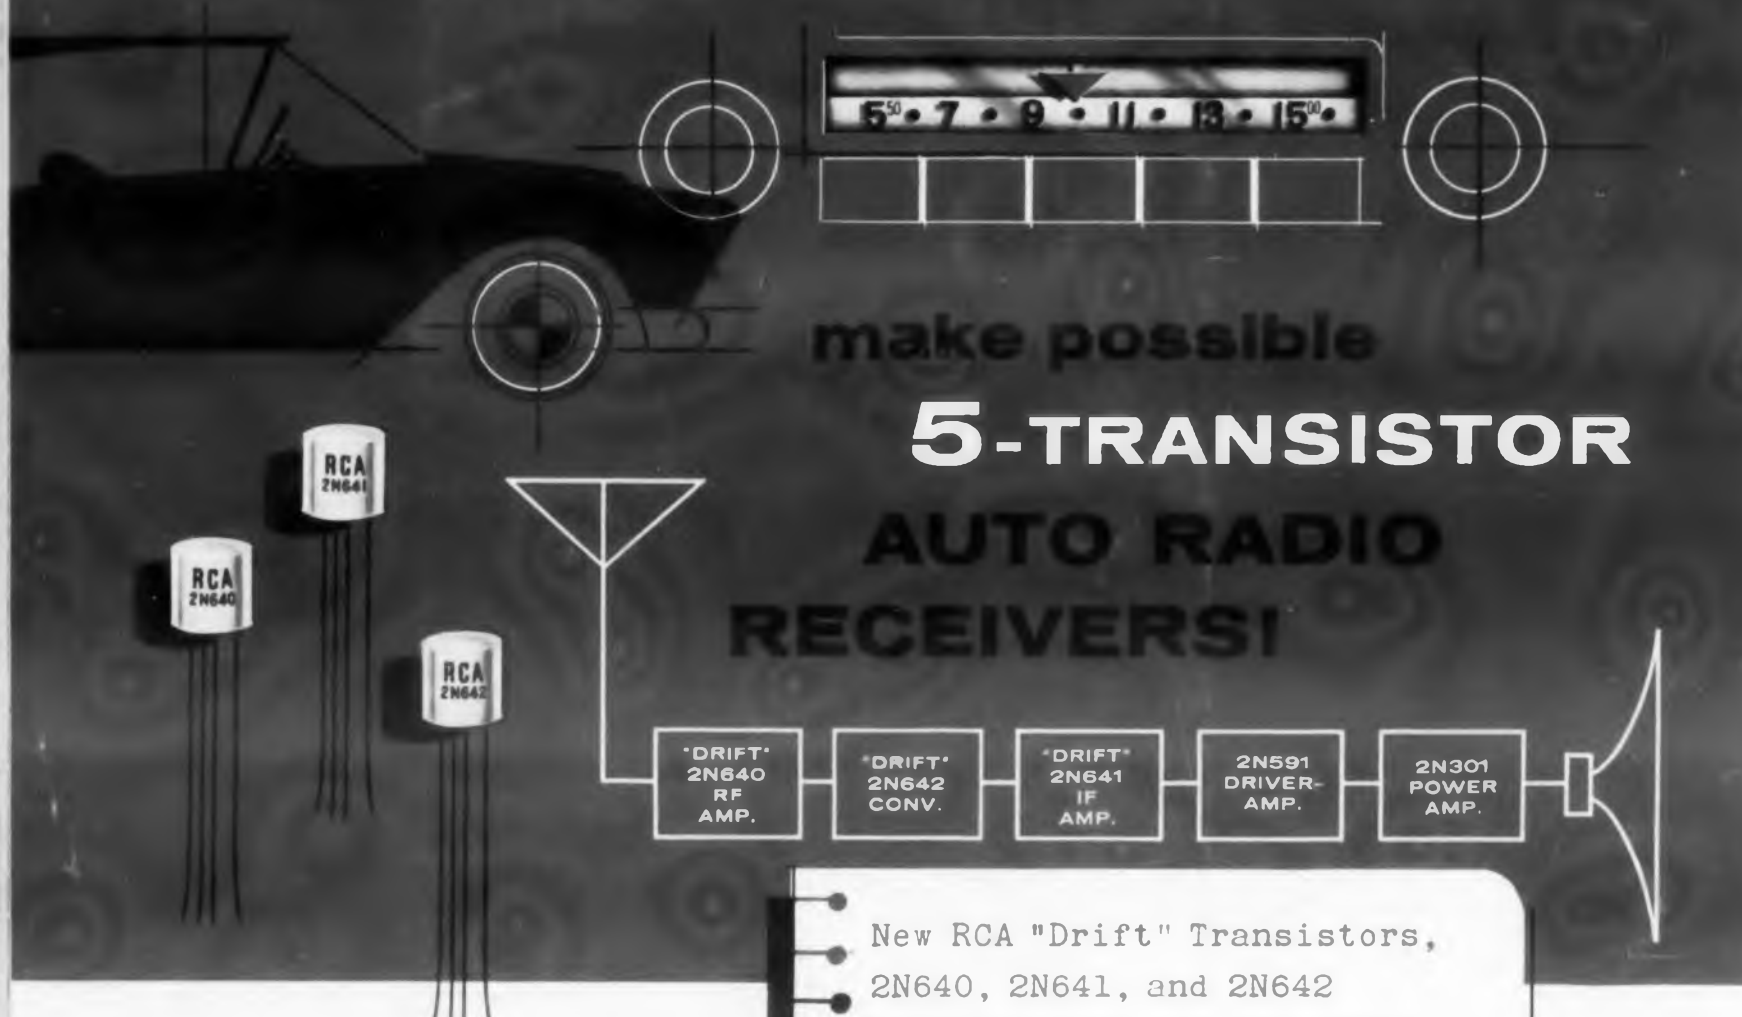 5⁵⁰ • 7 • 9 • 11 • 13 • 15⁰⁰ •
make possible
5-TRANSISTOR
AUTO RADIO
RECEIVERS!
RCA
2N641
RCA
2N640
RCA
2N642
"DRIFT"
2N640
RF
AMP.
"DRIFT"
2N642
CONV.
"DRIFT"
2N641
IF
AMP.
2N591
DRIVER-
AMP.
2N301
POWER
AMP.
New RCA "Drift" Transistors,
2N640, 2N641, and 2N642